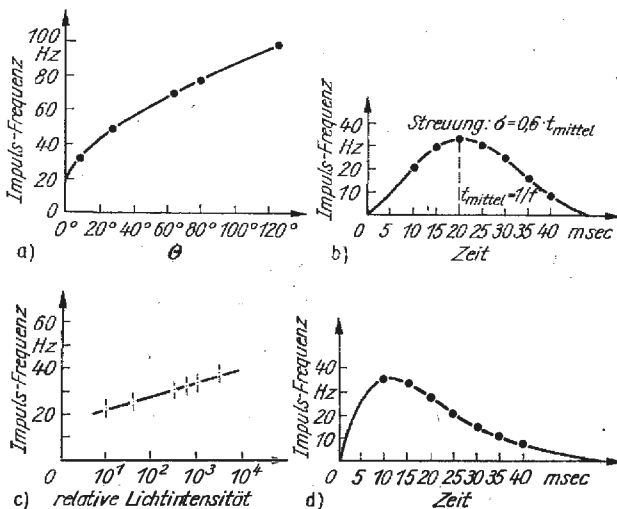 Impuls-Frequenz
100
Hz
80
60
40
20
0
0° 20° 40° 60° 80° 100° 120°
Θ
a)
Impuls-Frequenz
40
Hz
20
10
Streuung: σ=0,6·t_mittel
t_mittel=1/f
0 5 10 15 20 25 30 35 40 msec
Zeit
b)
Impuls-Frequenz
60
Hz
40
20
0
10¹ 10² 10³ 10⁴
relative Lichtintensität
c)
Impuls-Frequenz
40
Hz
20
10
0 5 10 15 20 25 30 35 40 msec
Zeit
d)